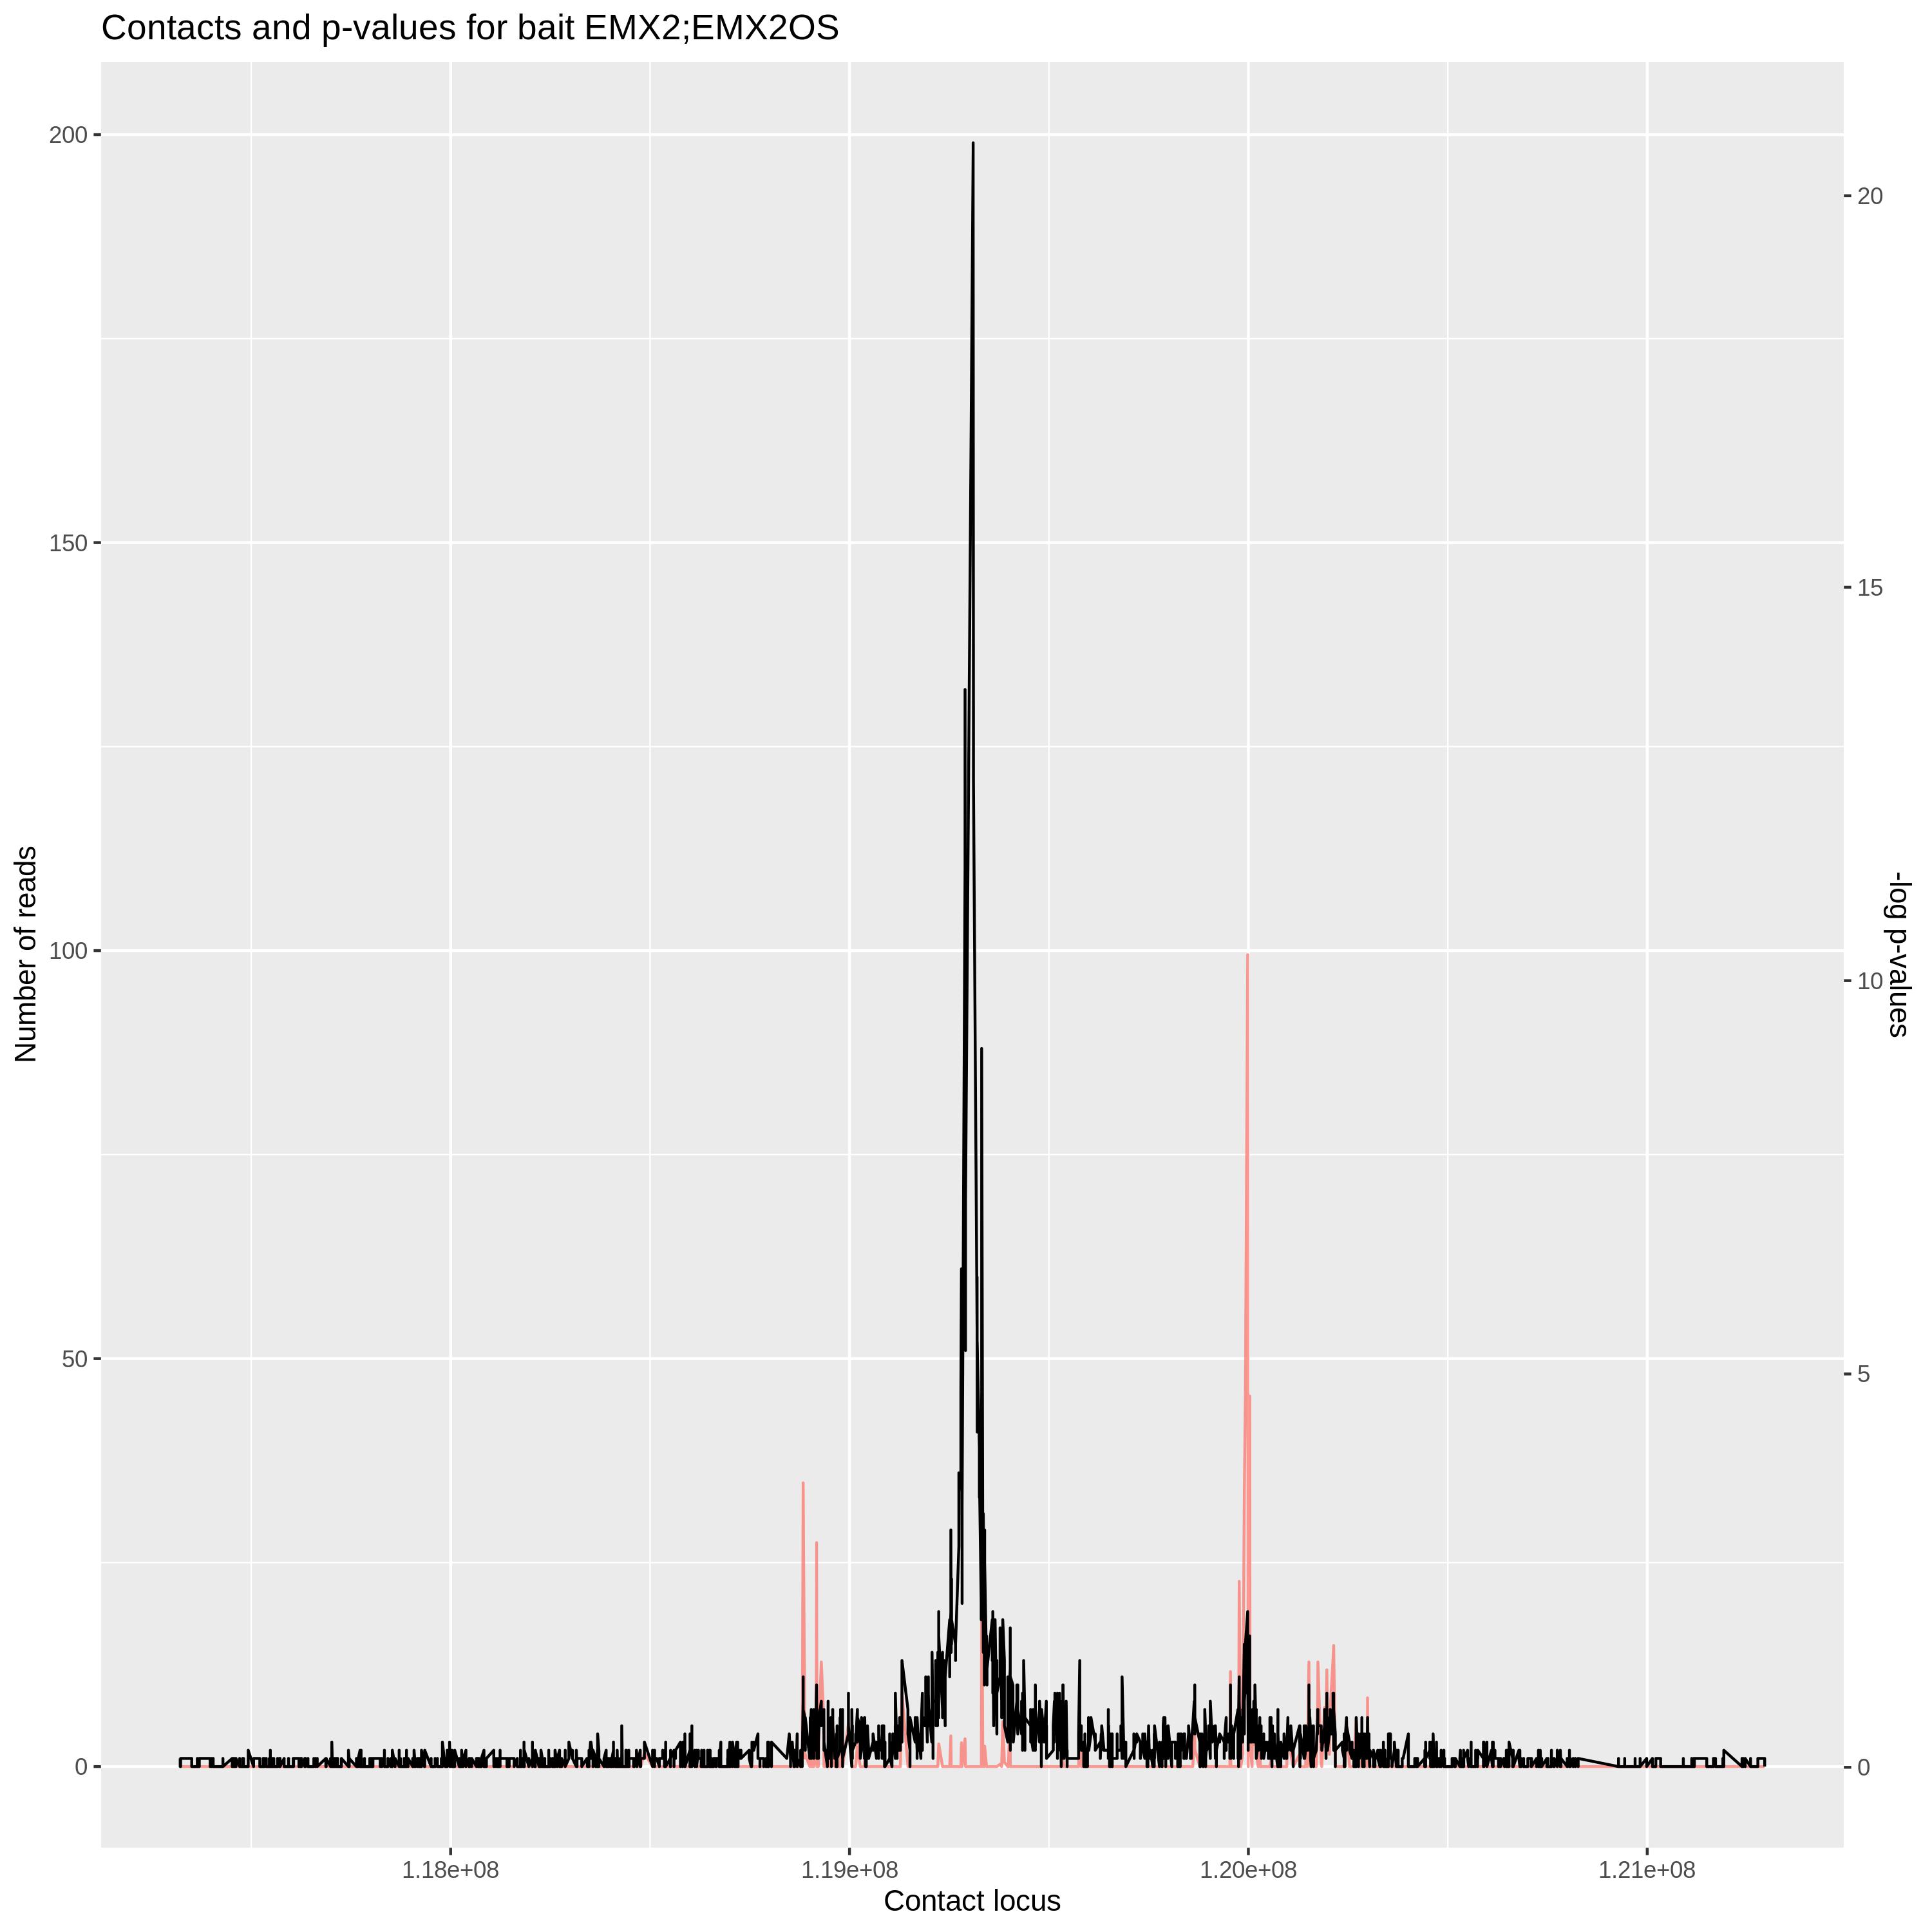 Contacts and p-values for bait EMX2;EMX2OS
200
150
100
50
0
Number of reads
20
15
10
5
0
-log p-values
1.18e+08
1.19e+08
1.20e+08
1.21e+08
Contact locus